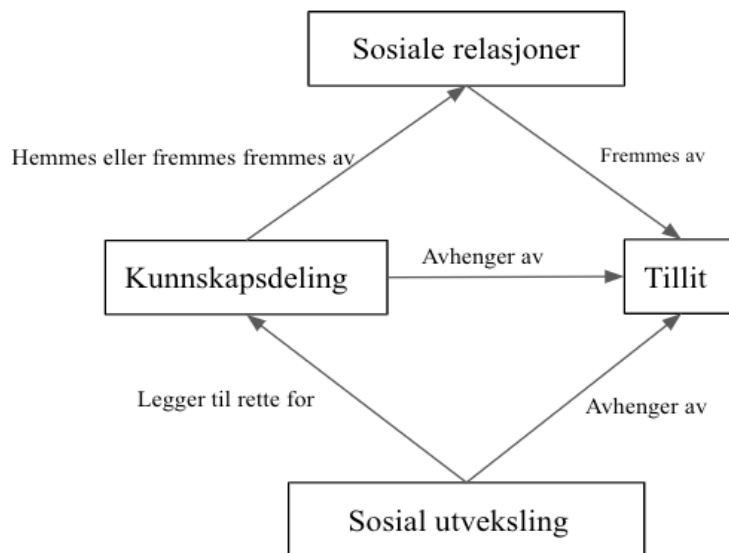 Sosiale relasjoner
Hemmes eller fremmes fremmes av
Fremmes av
Avhenger av
Kunnskapsdeling
Tillit
Legger til rette for
Avhenger av
Sosial utveksling